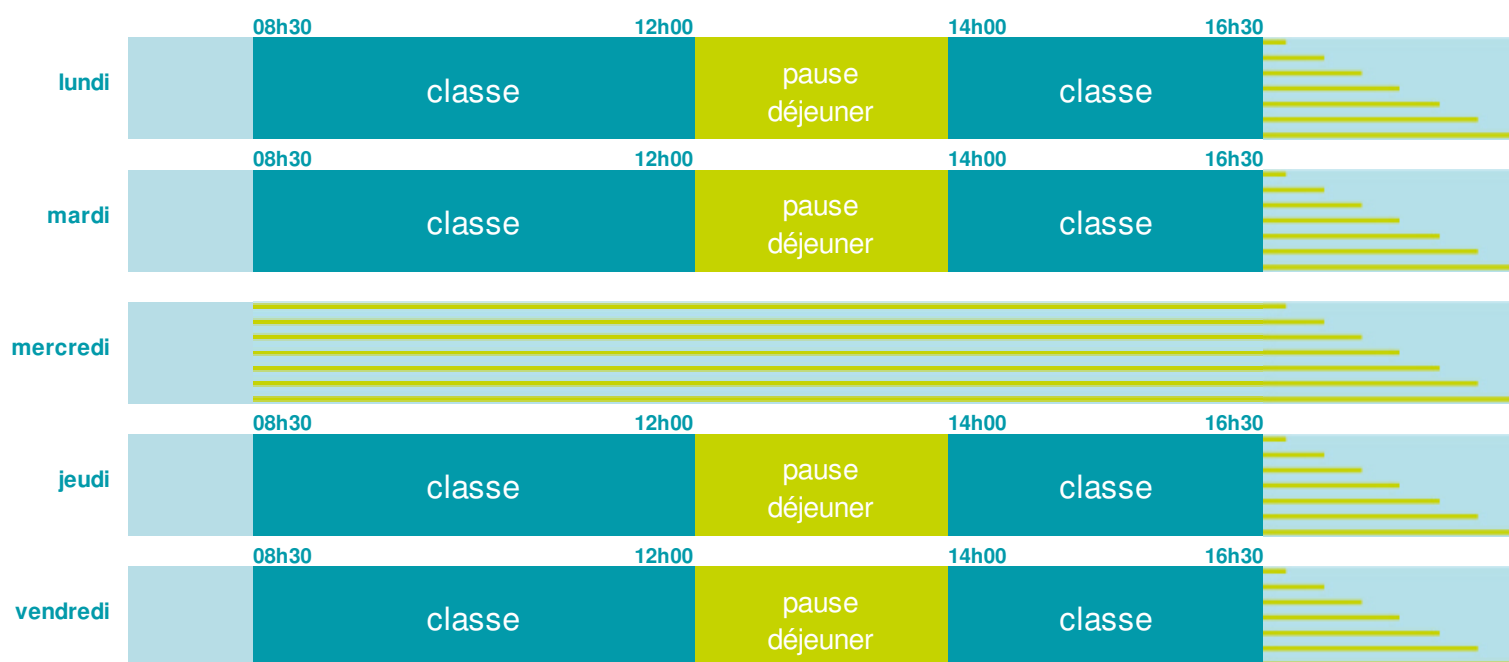 08h30 12h00 14h00 16h30
lundi classe pause déjeuner classe
08h30 12h00 14h00 16h30
mardi classe pause déjeuner classe
mercredi
08h30 12h00 14h00 16h30
jeudi classe pause déjeuner classe
08h30 12h00 14h00 16h30
vendredi classe pause déjeuner classe